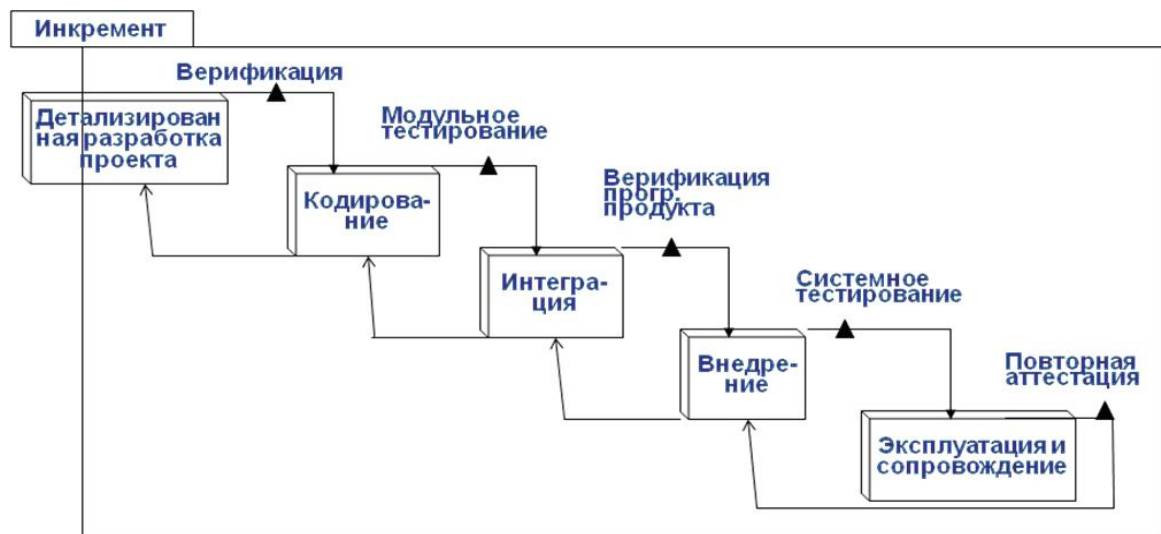 Инкремент
Верификация
Детализирован
ная разработка
проекта
Модульное
тестирование
Кодирова-
ние
Верификация
прогр.
продукта
Интегра-
ция
Системное
тестирование
Внедре-
ние
Повторная
аттестация
Эксплуатация и
сопровождение